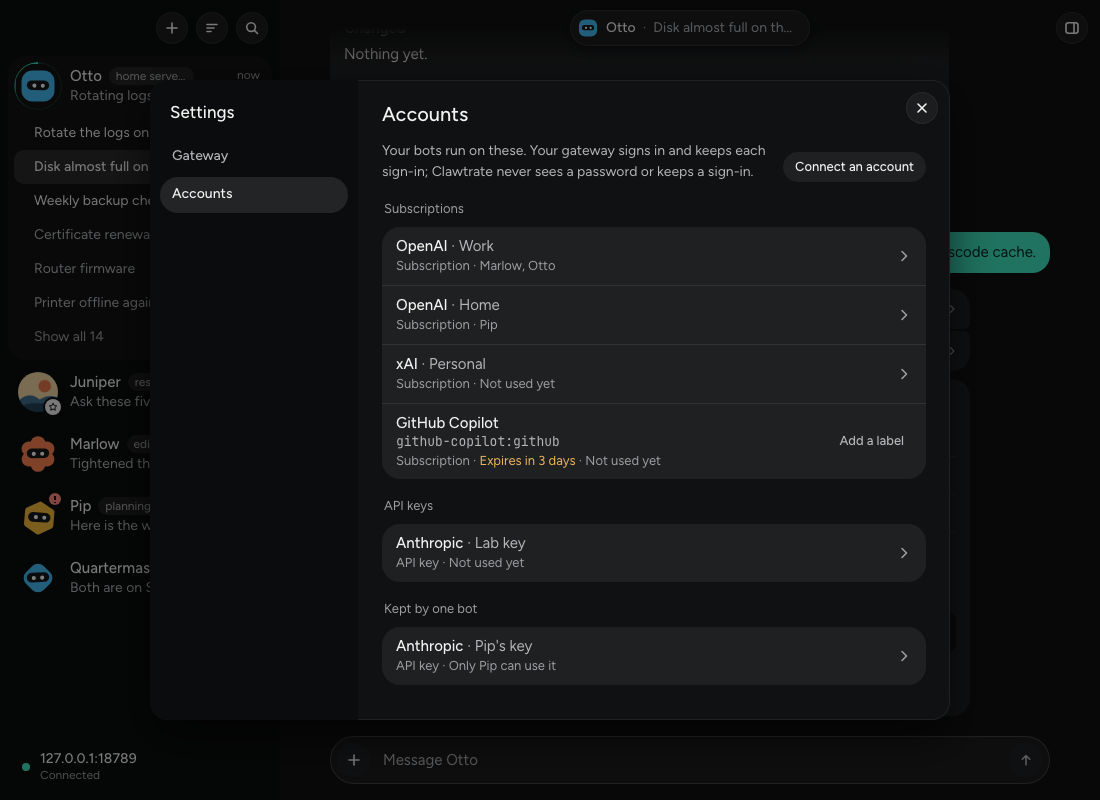 Nothing yet.
Otto · Disk almost full on th...
Otto home serve... now
Rotating logs
Rotate the logs on
Disk almost full on
Weekly backup che
Certificate renewa
Router firmware
Printer offline again
Show all 14
Juniper res
Ask these fiv
Marlow edi
Tightened th
Pip planning
Here is the w
Quartermas
Both are on S
127.0.0.1:18789
Connected
Settings
Gateway
Accounts
Accounts
Your bots run on these. Your gateway signs in and keeps each
sign-in; Clawtrate never sees a password or keeps a sign-in.
Connect an account
Subscriptions
OpenAI · Work
Subscription · Marlow, Otto
OpenAI · Home
Subscription · Pip
xAI · Personal
Subscription · Not used yet
GitHub Copilot
github-copilot:github
Subscription · Expires in 3 days · Not used yet
Add a label
API keys
Anthropic · Lab key
API key · Not used yet
Kept by one bot
Anthropic · Pip's key
API key · Only Pip can use it
scode cache.
Message Otto